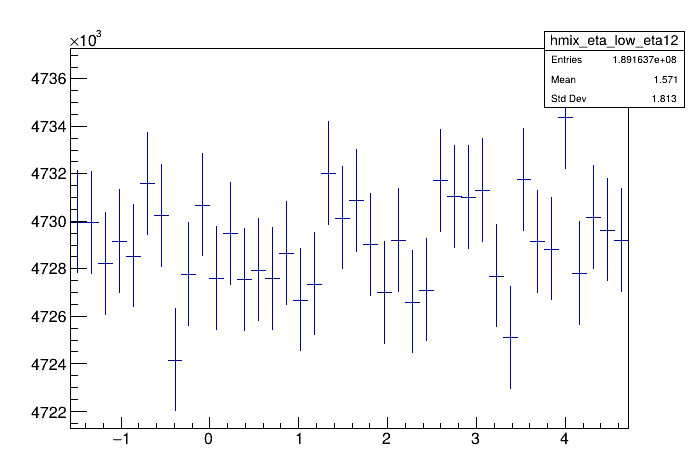 ×10³
hmix_eta_low_eta12
Entries 1.891637e+08
Mean 1.571
Std Dev 1.813
4736
4734
4732
4730
4728
4726
4724
4722
−1 0 1 2 3 4